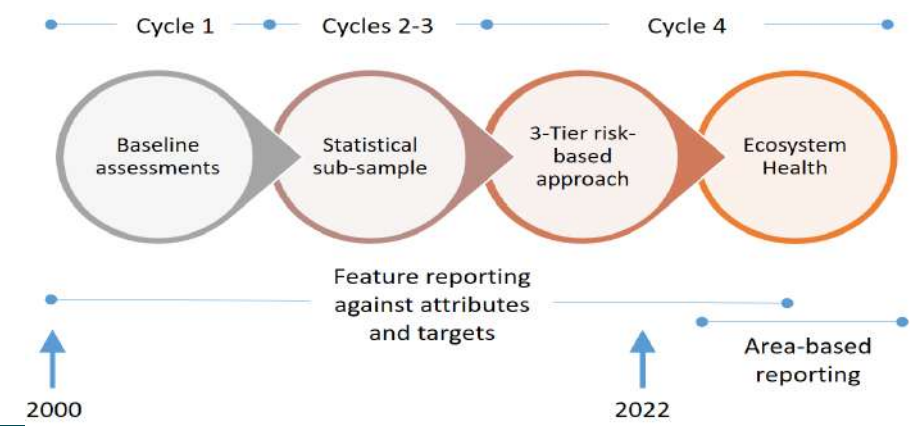 Cycle 1
Cycles 2-3
Cycle 4
Baseline
assessments
Statistical
sub-sample
3-Tier risk-
based
approach
Ecosystem
Health
Feature reporting
against attributes
and targets
Area-based
reporting
2000
2022